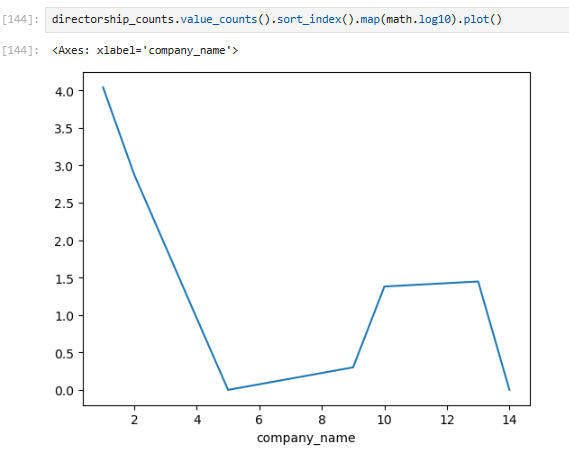 [144]: directorship_counts.value_counts().sort_index().map(math.log10).plot()
[144]: <Axes: xlabel='company_name'>
4.0
3.5
3.0
2.5
2.0
1.5
1.0
0.5
0.0
2 4 6 8 10 12 14
company_name